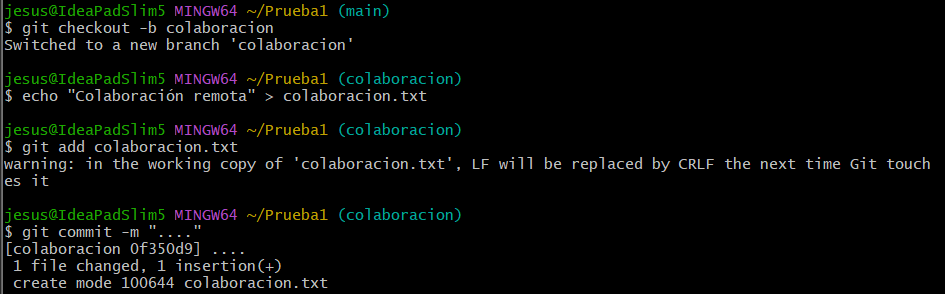 jesus@IdeaPadSlim5 MINGW64 ~/Prueba1 (main)
$ git checkout -b colaboracion
Switched to a new branch 'colaboracion'
jesus@IdeaPadSlim5 MINGW64 ~/Prueba1 (colaboracion)
$ echo "Colaboración remota" > colaboracion.txt
jesus@IdeaPadSlim5 MINGW64 ~/Prueba1 (colaboracion)
$ git add colaboracion.txt
warning: in the working copy of 'colaboracion.txt', LF will be replaced by CRLF the next time Git touch
es it
jesus@IdeaPadSlim5 MINGW64 ~/Prueba1 (colaboracion)
$ git commit -m "...."
[colaboracion 0f350d9] ....
 1 file changed, 1 insertion(+)
 create mode 100644 colaboracion.txt